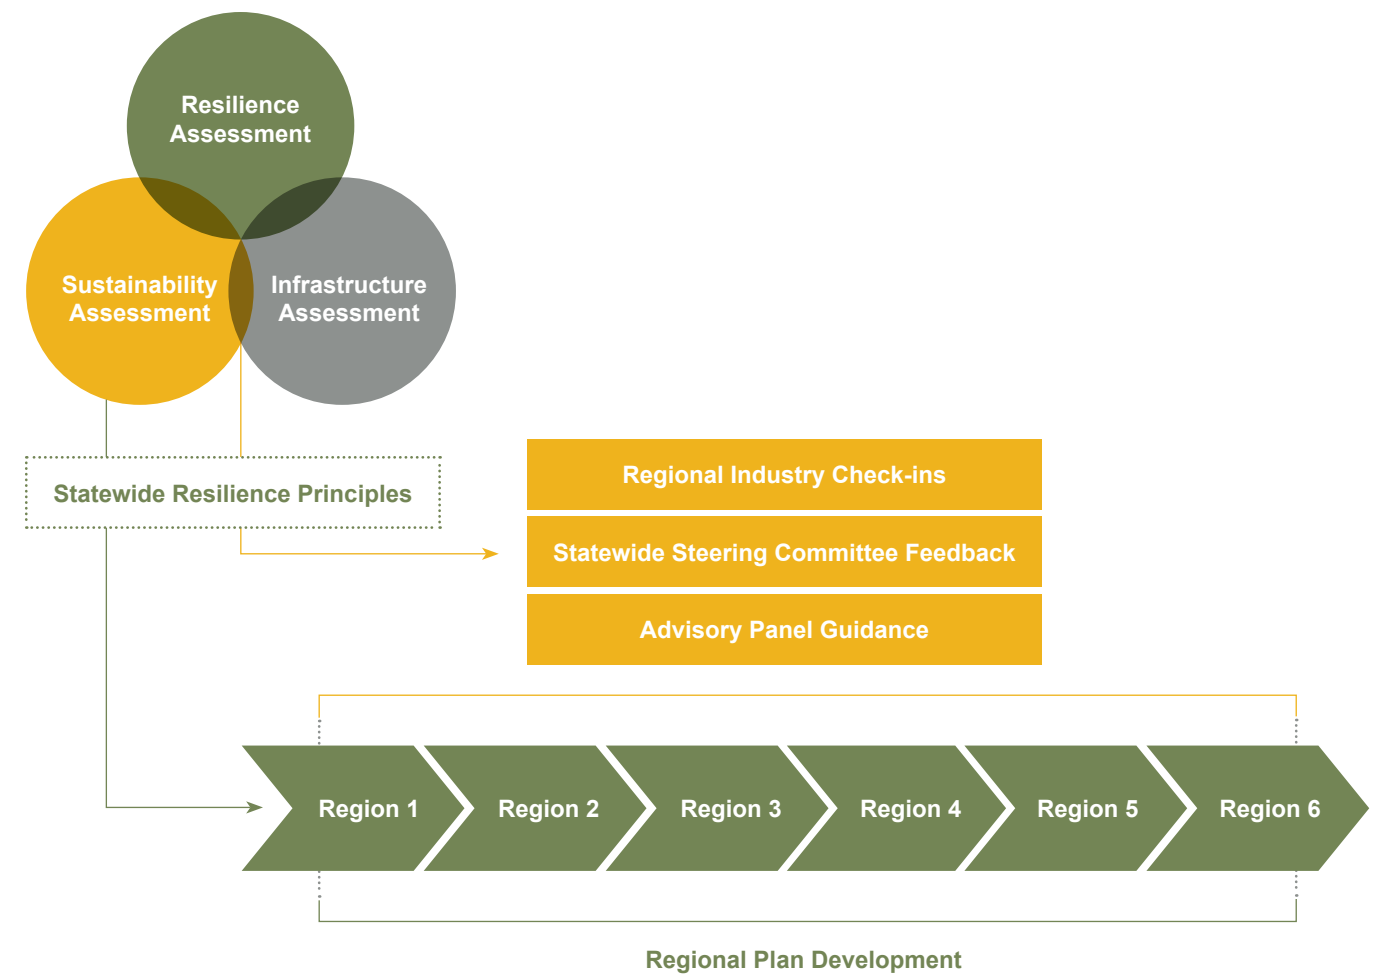 Resilience
Assessment
Sustainability
Assessment
Infrastructure
Assessment
Statewide Resilience Principles
Regional Industry Check-ins
Statewide Steering Committee Feedback
Advisory Panel Guidance
Region 1
Region 2
Region 3
Region 4
Region 5
Region 6
Regional Plan Development